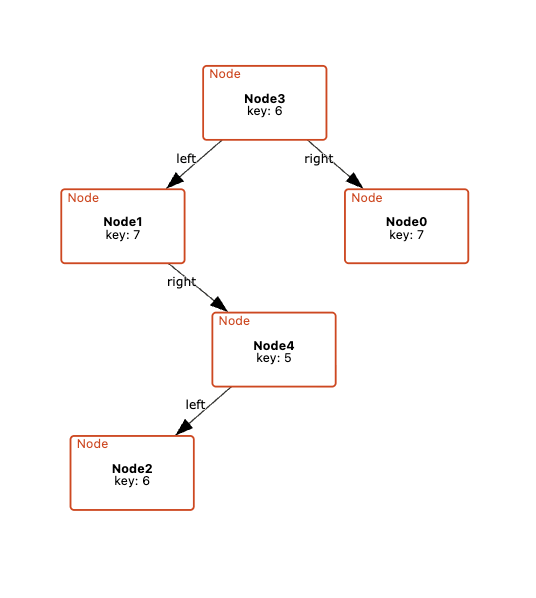 Node
Node3
key: 6
left
right
Node
Node1
key: 7
Node
Node0
key: 7
right
Node
Node4
key: 5
left
Node
Node2
key: 6